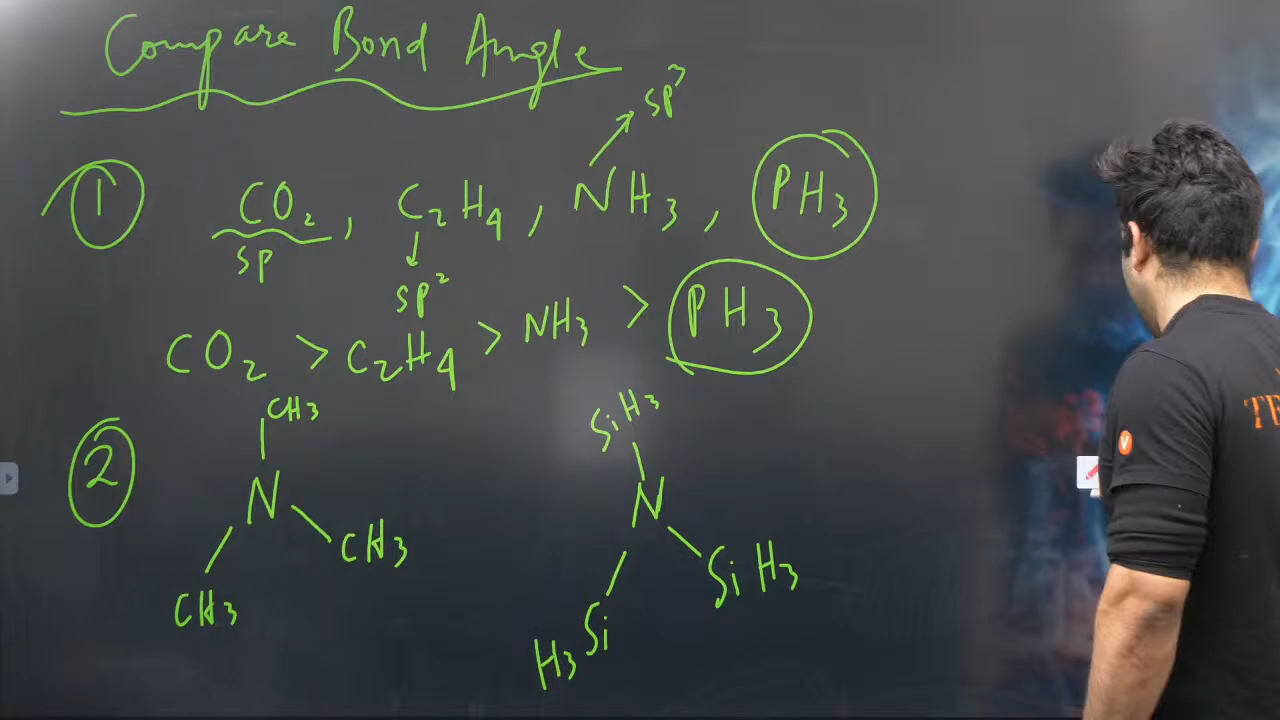 Compare Bond Angle
sp³
① CO₂, C₂H₄, NH₃, PH₃
sp
sp²
CO₂ > C₂H₄ > NH₃ > PH₃
②
CH₃
N
CH₃
CH₃
SiH₃
N
SiH₃
H₃Si
V
TE